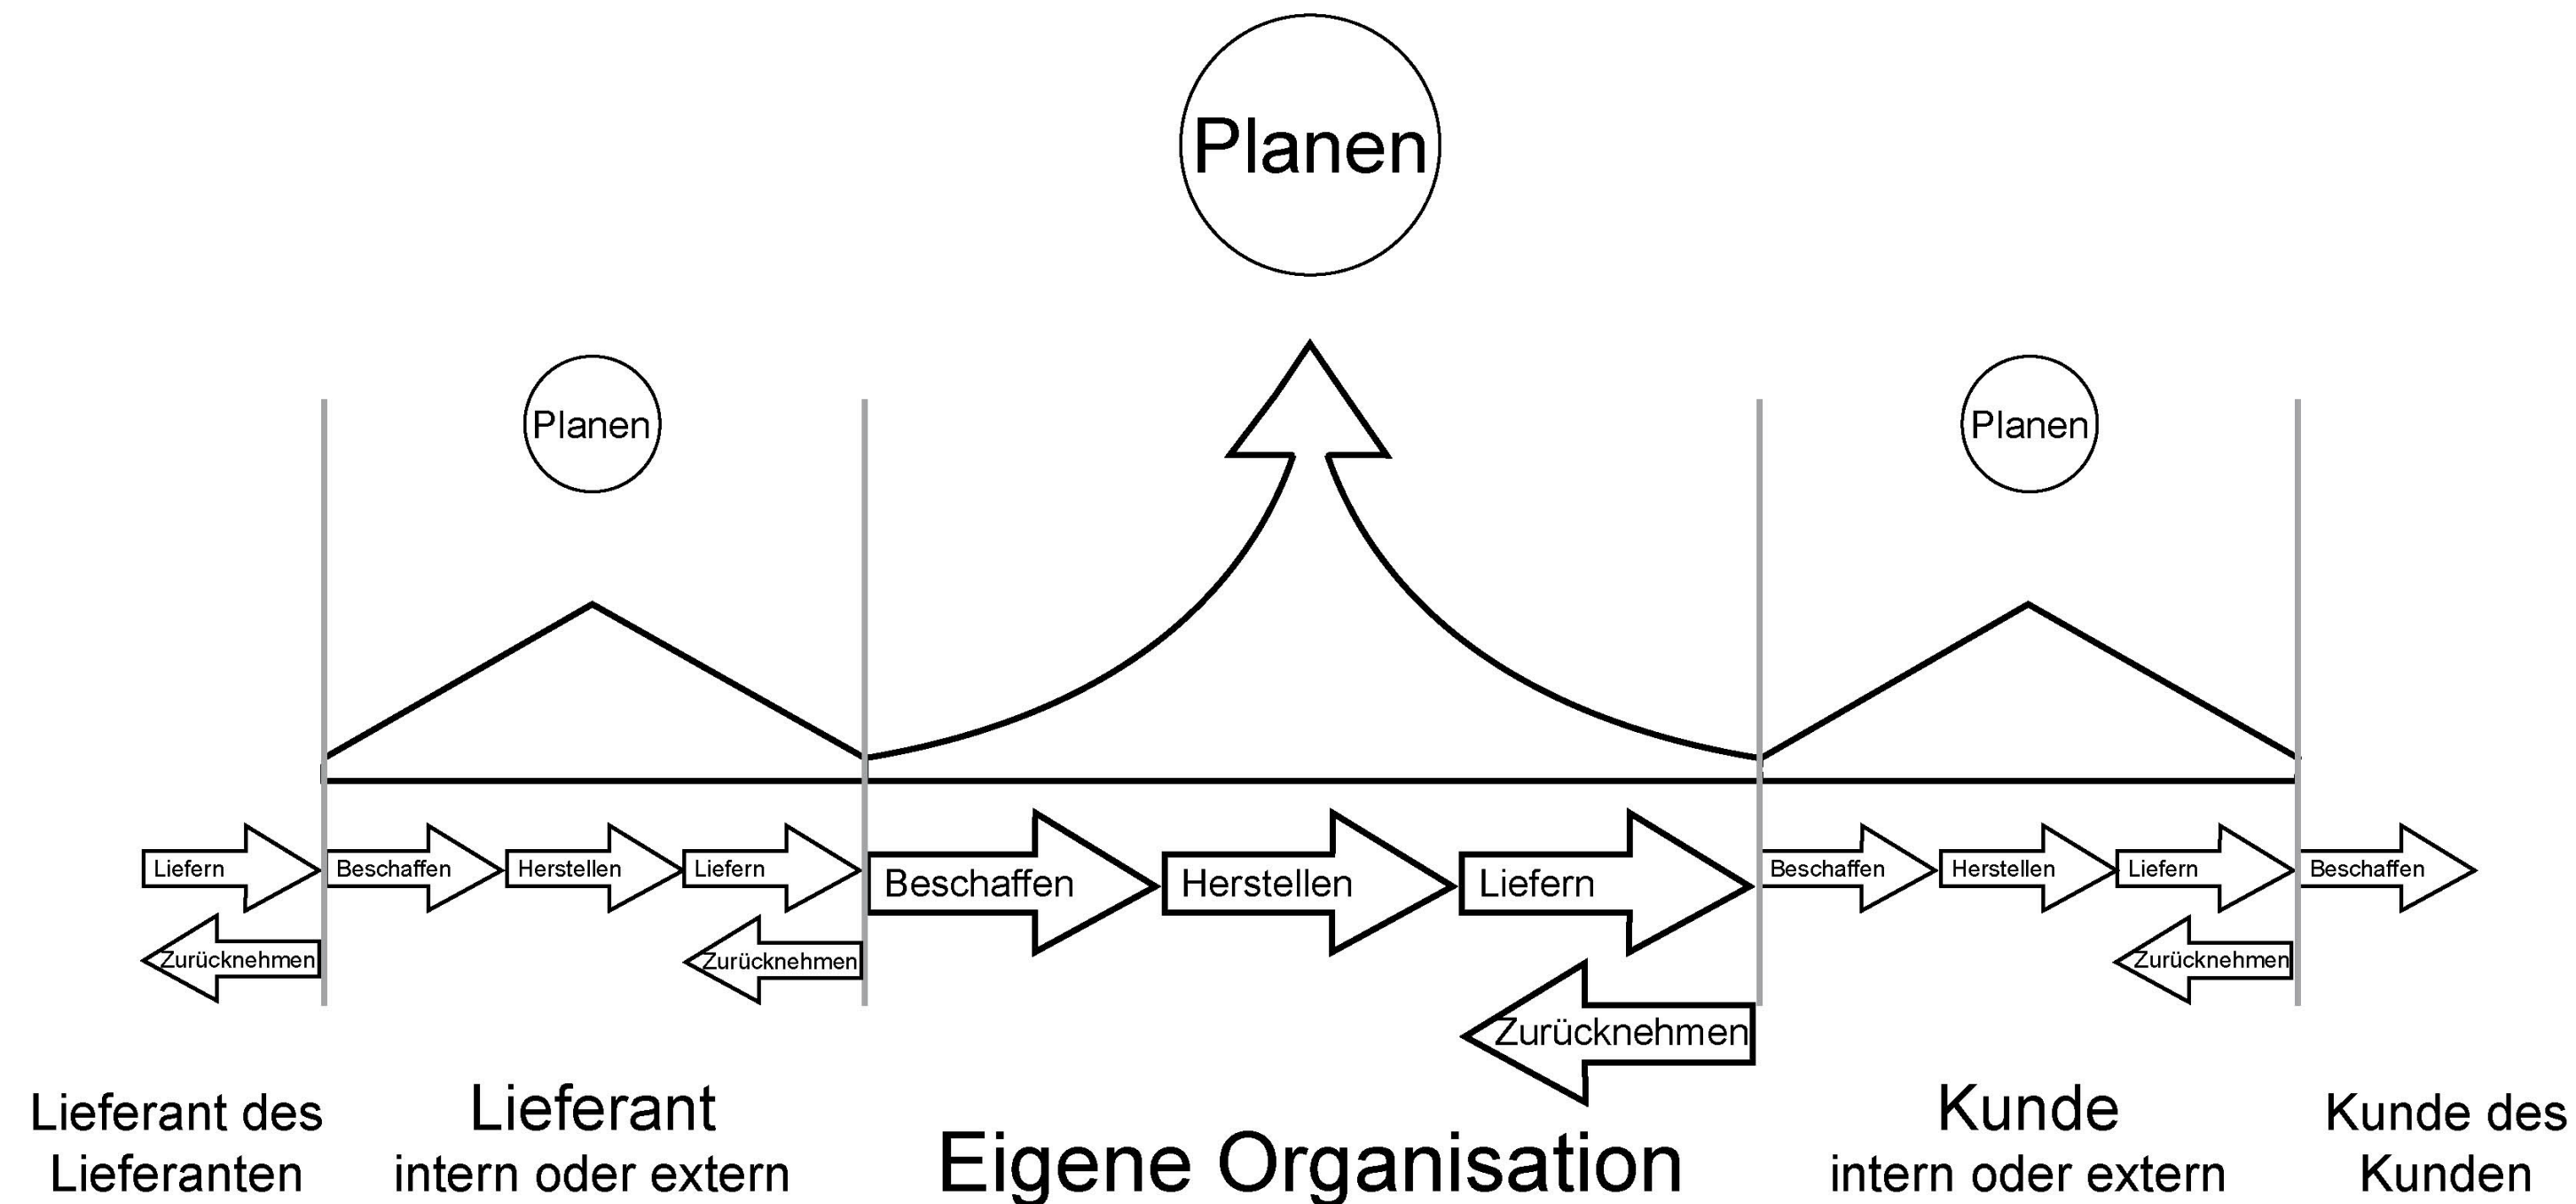 Planen
Planen
Planen
Liefern
Beschaffen
Herstellen
Liefern
Beschaffen
Herstellen
Liefern
Beschaffen
Herstellen
Liefern
Beschaffen
Zurücknehmen
Zurücknehmen
Zurücknehmen
Zurücknehmen
Lieferant des
Lieferanten
Lieferant
intern oder extern
Eigene Organisation
Kunde
intern oder extern
Kunde des
Kunden